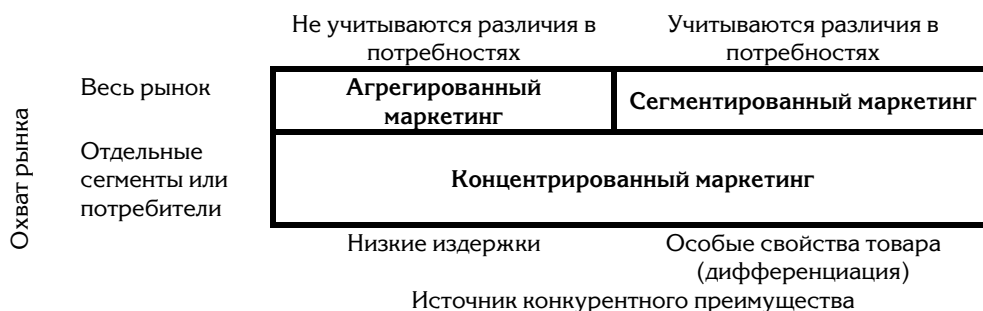 Не учитываются различия в
потребностях
Учитываются различия в
потребностях
Охват рынка
Весь рынок
Агрегированный
маркетинг
Сегментированный маркетинг
Отдельные
сегменты или
потребители
Концентрированный маркетинг
Низкие издержки
Особые свойства товара
(дифференциация)
Источник конкурентного преимущества